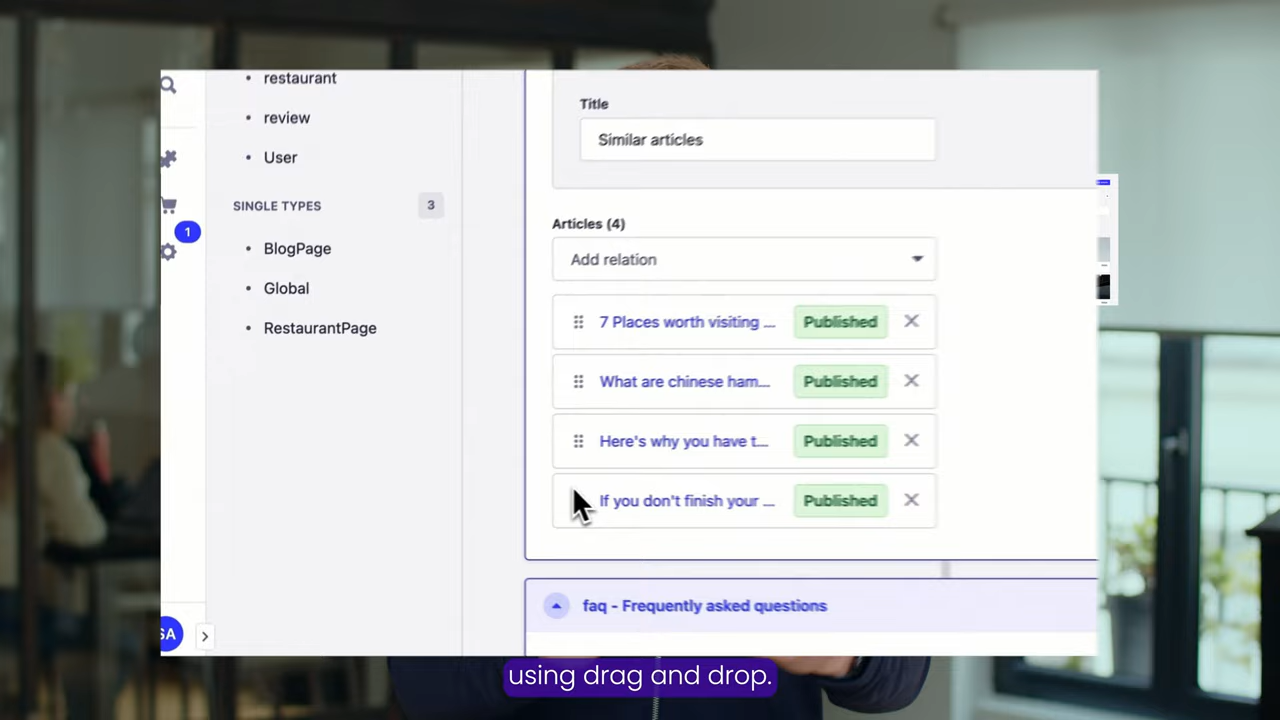 restaurant
review
User
SINGLE TYPES 3
1
BlogPage
Global
RestaurantPage
SA
Title
Similar articles
Articles (4)
Add relation
7 Places worth visiting ... Published
What are chinese ham... Published
Here's why you have t... Published
If you don't finish your ... Published
faq - Frequently asked questions
using drag and drop.